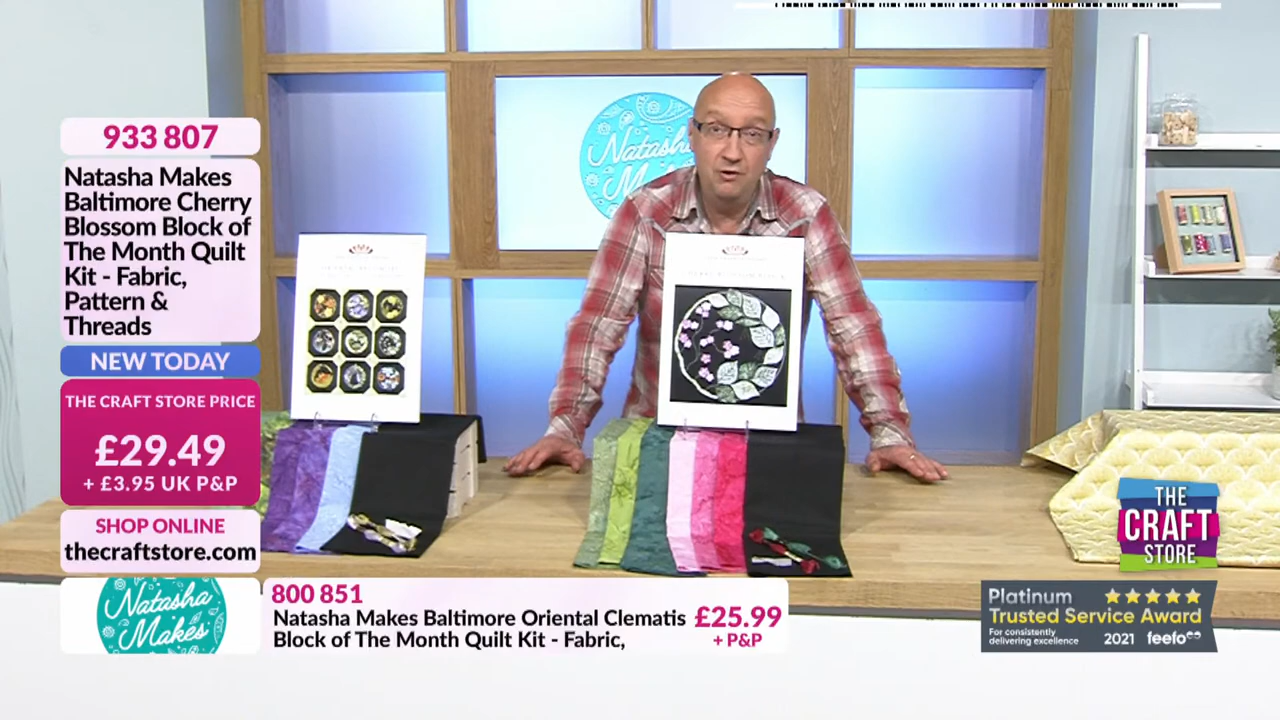 933 807
Natasha Makes
Baltimore Cherry
Blossom Block of
The Month Quilt
Kit - Fabric,
Pattern &
Threads
NEW TODAY
THE CRAFT STORE PRICE
£29.49
+ £3.95 UK P&P
SHOP ONLINE
thecraftstore.com
Natasha
Makes
800 851
Natasha Makes Baltimore Oriental Clematis
Block of The Month Quilt Kit - Fabric,
£25.99
+ P&P
Natasha
M
THE
CRAFT
STORE
Platinum
Trusted Service Award
For consistently
delivering excellence
2021 feefo